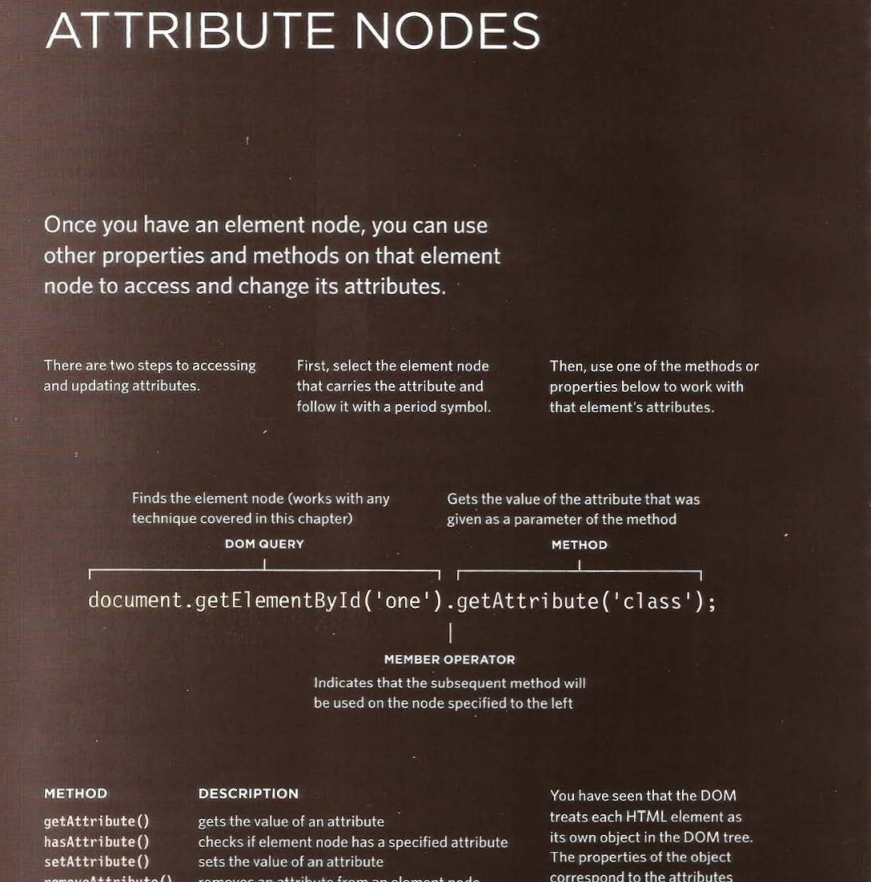 ATTRIBUTE NODES
Once you have an element node, you can use
other properties and methods on that element
node to access and change its attributes.
There are two steps to accessing
and updating attributes.
First, select the element node
that carries the attribute and
follow it with a period symbol.
Then, use one of the methods or
properties below to work with
that element's attributes.
Finds the element node (works with any
technique covered in this chapter)
DOM QUERY
Gets the value of the attribute that was
given as a parameter of the method
METHOD
document.getElementById('one').getAttribute('class');
MEMBER OPERATOR
Indicates that the subsequent method will
be used on the node specified to the left
METHOD DESCRIPTION
getAttribute() gets the value of an attribute
hasAttribute() checks if element node has a specified attribute
setAttribute() sets the value of an attribute
removeAttribute() removes an attribute from an element node
You have seen that the DOM
treats each HTML element as
its own object in the DOM tree.
The properties of the object
correspond to the attributes